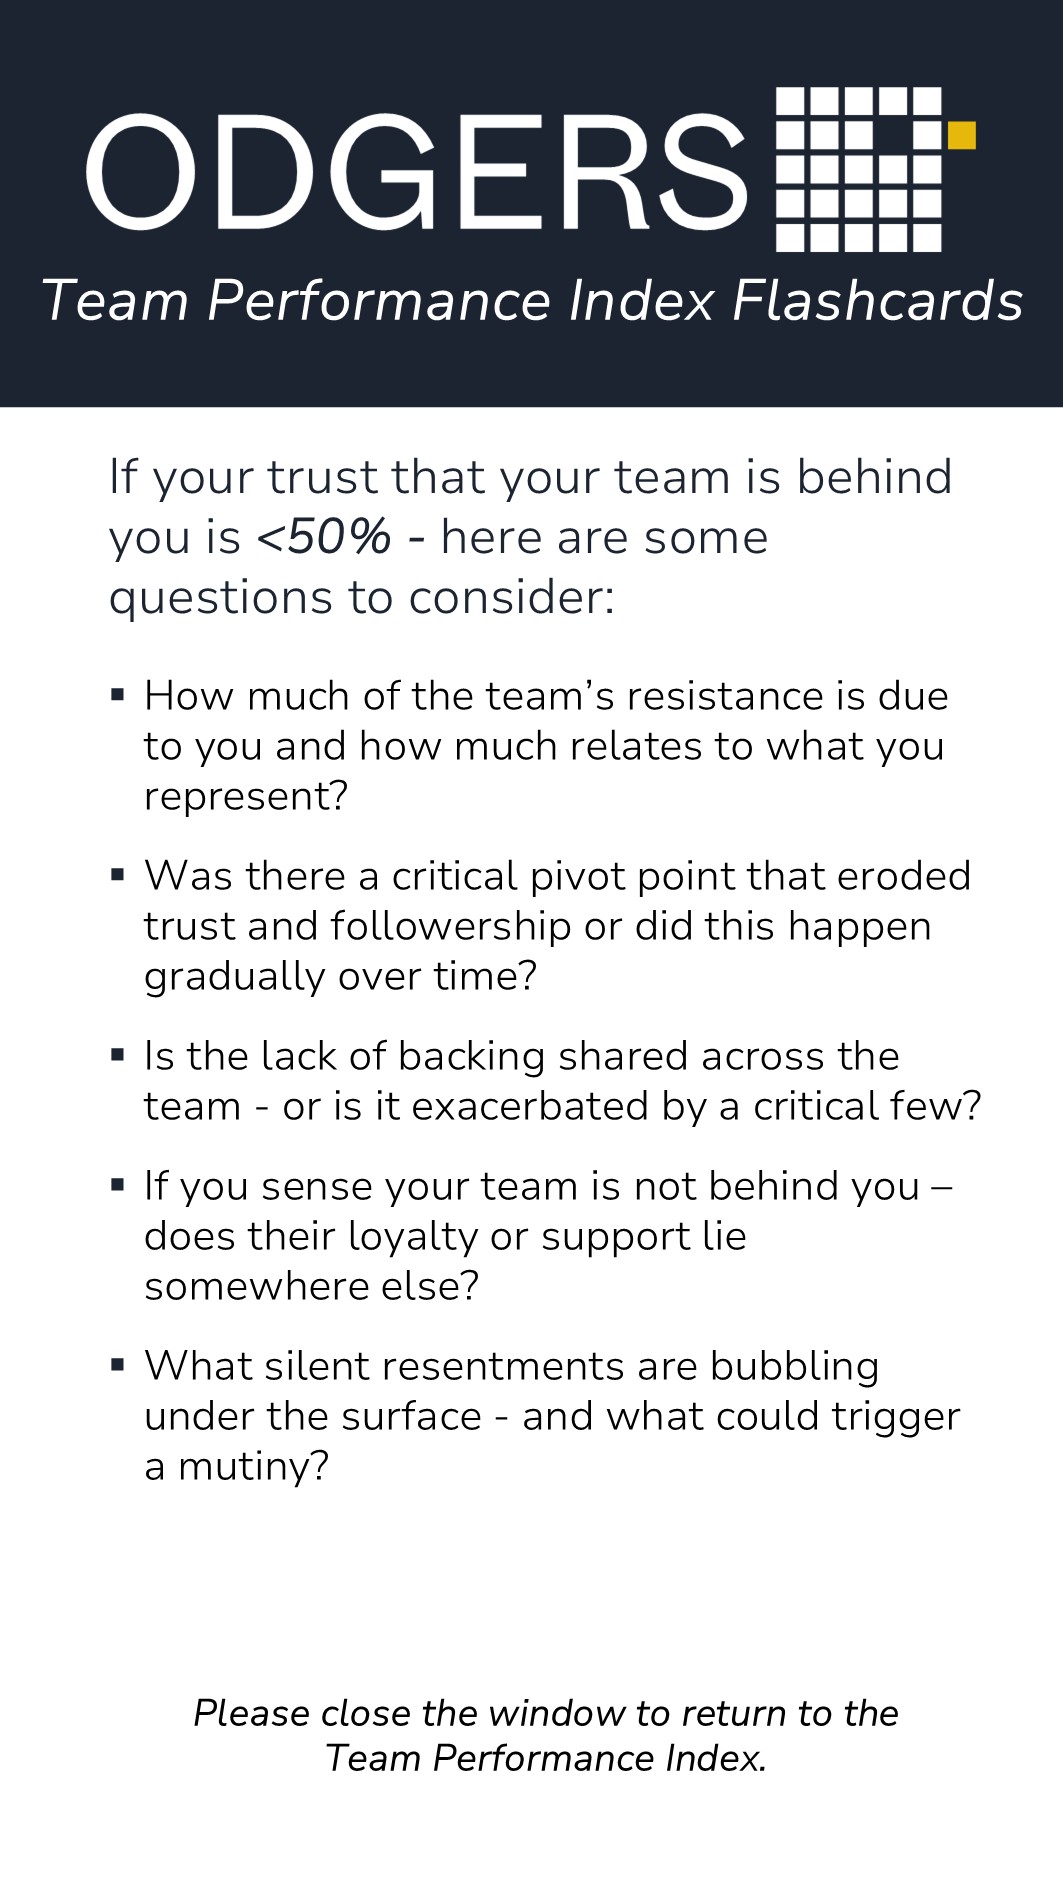 ODGERS
Team Performance Index Flashcards
If your trust that your team is behind
you is <50% - here are some
questions to consider:
▪ How much of the team’s resistance is due
to you and how much relates to what you
represent?
▪ Was there a critical pivot point that eroded
trust and followership or did this happen
gradually over time?
▪ Is the lack of backing shared across the
team - or is it exacerbated by a critical few?
▪ If you sense your team is not behind you –
does their loyalty or support lie
somewhere else?
▪ What silent resentments are bubbling
under the surface - and what could trigger
a mutiny?
Please close the window to return to the
Team Performance Index.